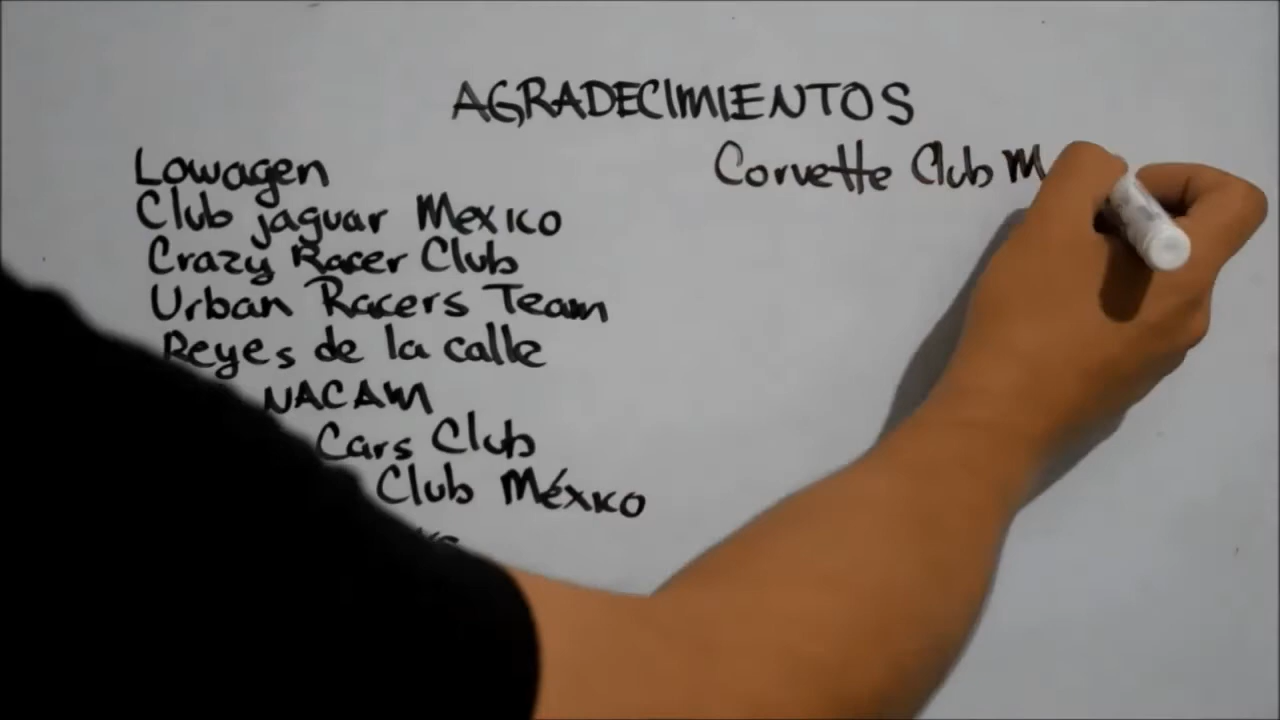 AGRADECIMIENTOS
Lowagen
Club jaguar Mexico
Crazy Racer Club
Urban Racers Team
Reyes de la calle
NACAM
Cars Club
Club México
Corvette Club M